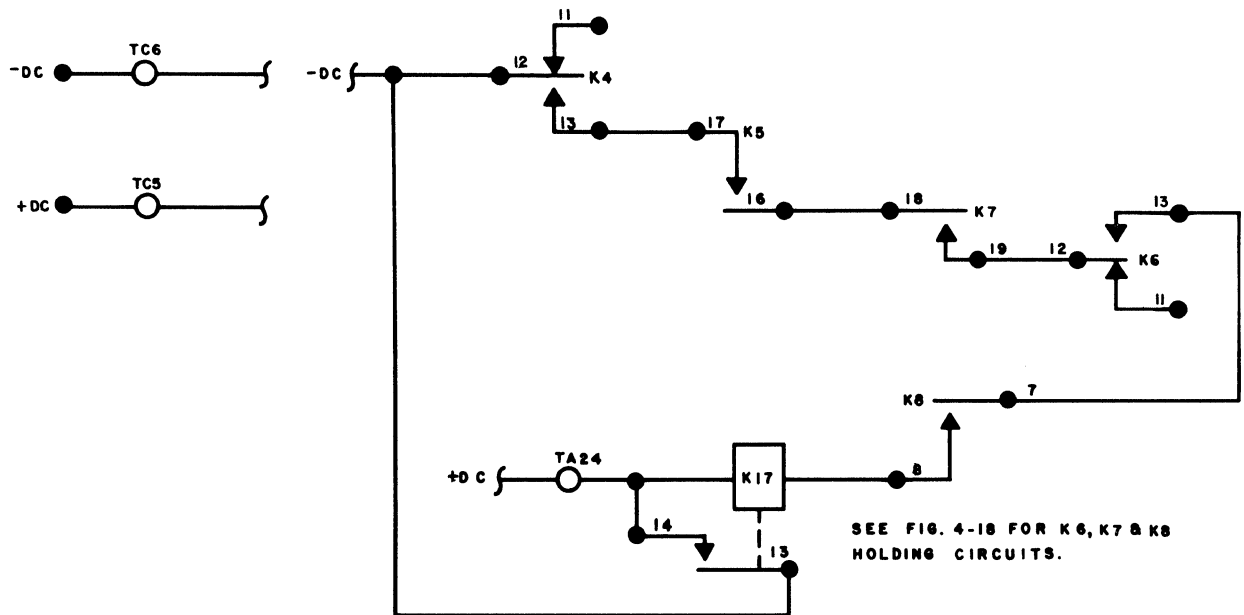 11
TC6
-DC
-DC
12
K4
13
17
K5
TC5
+DC
16
18
K7
13
19
12
K6
11
K8
7
TA24
+DC
K17
8
14
13
SEE FIG. 4-18 FOR K6, K7 & K8
HOLDING CIRCUITS.